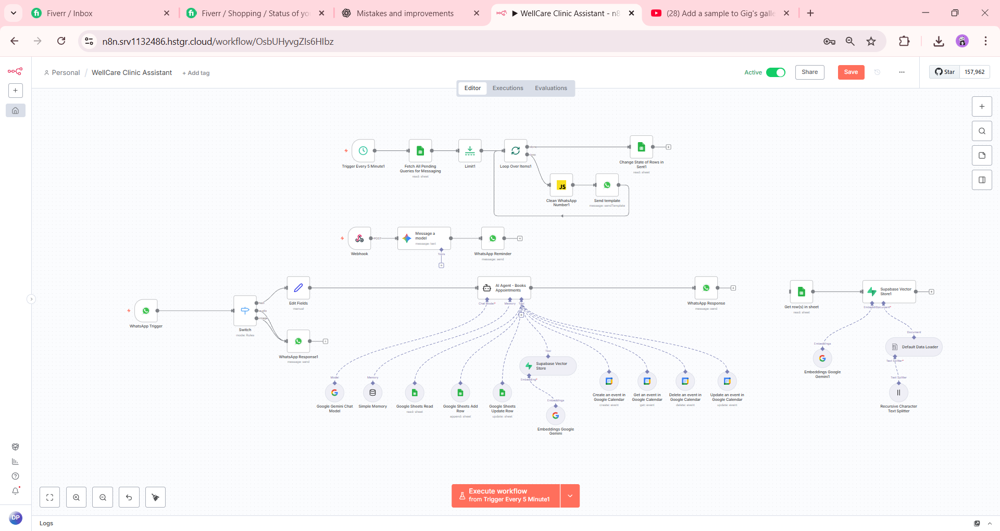 Fiverr / Inbox
Fiverr / Shopping / Status of yo
Mistakes and improvements
▶ WellCare Clinic Assistant - n8
(28) Add a sample to Gig's galle
n8n.srv1132486.hstgr.cloud/workflow/OsbUHyvgZIs6HIbz
Personal / WellCare Clinic Assistant + Add tag
Active
Share
Save
Star 157,962
Editor Executions Evaluations
Trigger Every 5 Minute1
Fetch All Pending
Queries for Messaging
read: sheet
Limit1
Loop Over Items1
done
loop
Change State of Rows in
Sent1
read: sheet
JS
Clean WhatsApp
Number1
Send template
message: sendTemplate
Webhook
POST
Message a
model
message: text
Tools
WhatsApp Reminder
message: send
WhatsApp Trigger
Switch
mode: Rules
text
audio
image
Edit Fields
manual
WhatsApp Response1
message: send
AI Agent - Books
Appointments
Chat Model*
Memory
Tool
WhatsApp Response
message: send
Get row(s) in sheet
read: sheet
Supabase Vector
Store1
Embeddi
Document*
Model
Google Gemini Chat
Model
Memory
Simple Memory
Google Sheets Read
read: sheet
Google Sheets Add
Row
append: sheet
Google Sheets
Update Row
update: sheet
Tool
Supabase Vector
Store
Embedding*
Embeddings
Embeddings Google
Gemini
Create an event in
Google Calendar
create: event
Get an event in
Google Calendar
get: event
Delete an event in
Google Calendar
delete: event
Update an event in
Google Calendar
update: event
Embeddings
Embeddings Google
Gemini1
Document
Default Data Loader
Text Splitter*
Text Splitter
Recursive Character
Text Splitter
Execute workflow
from Trigger Every 5 Minute1
DP
Logs